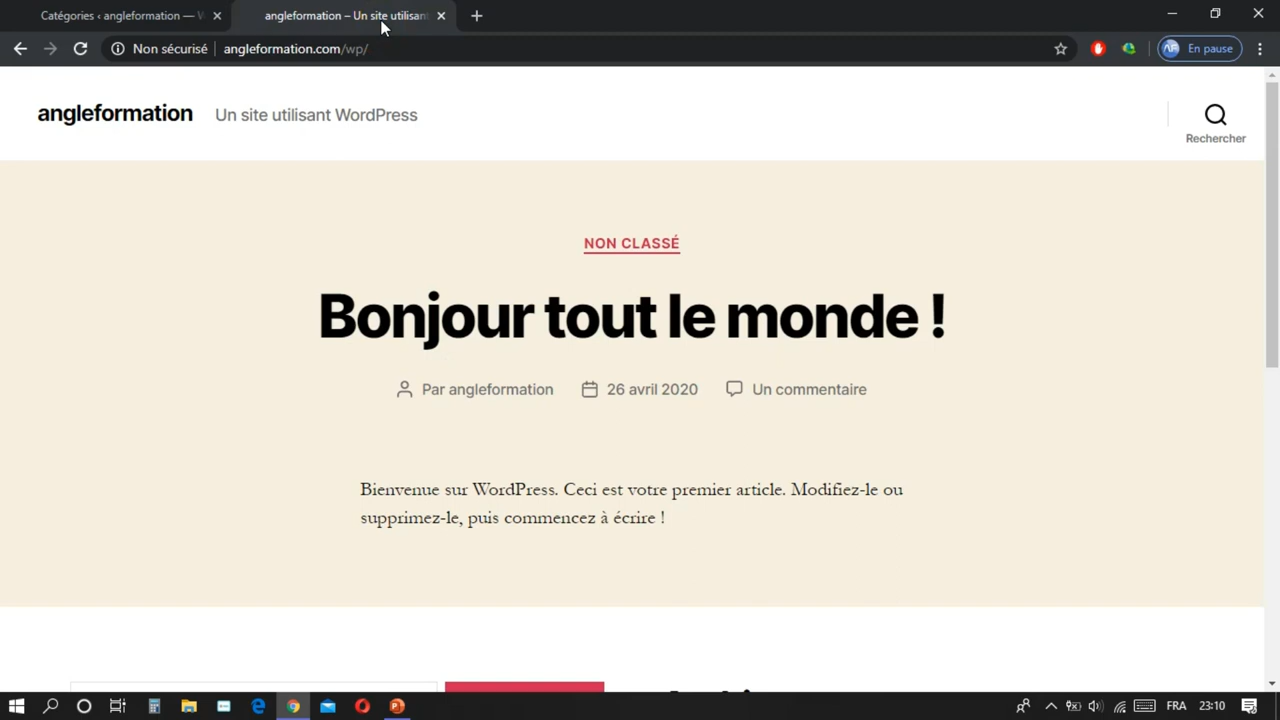 Catégories ‹ angleformation —
angleformation – Un site utilisant
Non sécurisé
angleformation.com/wp/
En pause
angleformation
Un site utilisant WordPress
Rechercher
NON CLASSÉ
Bonjour tout le monde !
Par angleformation
26 avril 2020
Un commentaire
Bienvenue sur WordPress. Ceci est votre premier article. Modifiez-le ou
supprimez-le, puis commencez à écrire !
FRA
23:10